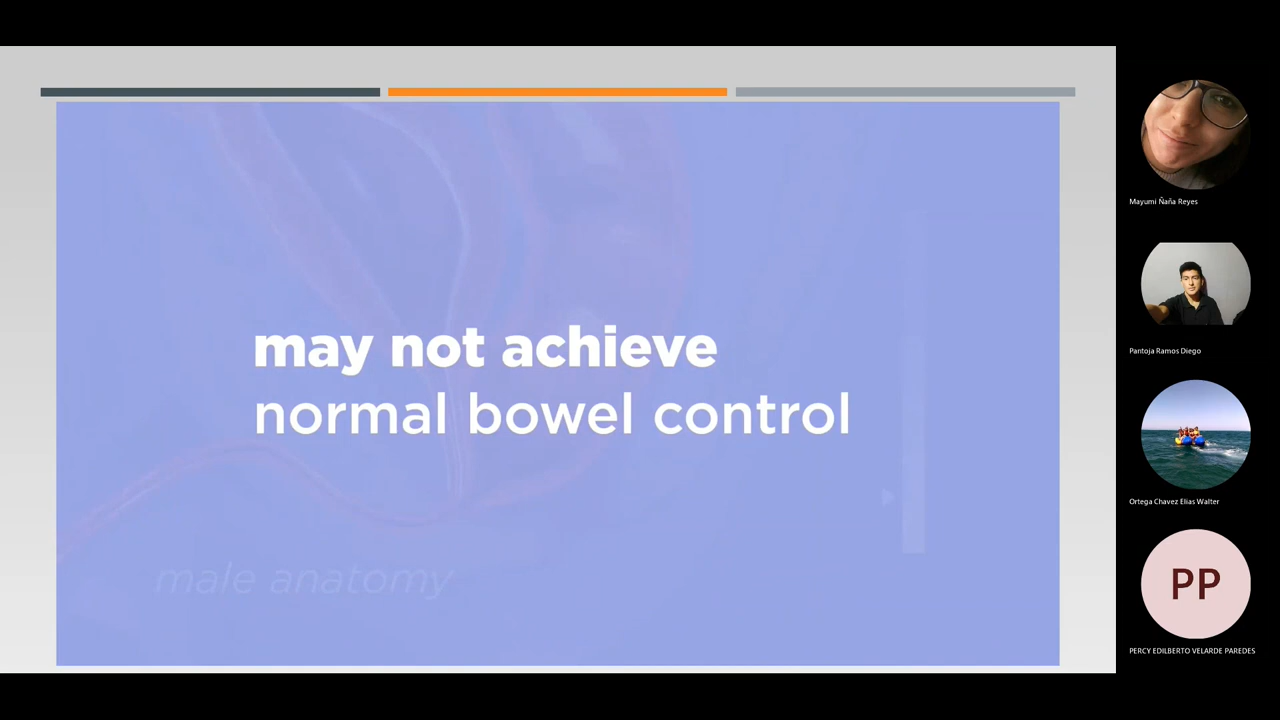 may not achieve
normal bowel control
male anatomy
Mayumi Ñaña Reyes
Pantoja Ramos Diego
Ortega Chavez Elias Walter
PP
PERCY EDILBERTO VELARDE PAREDES